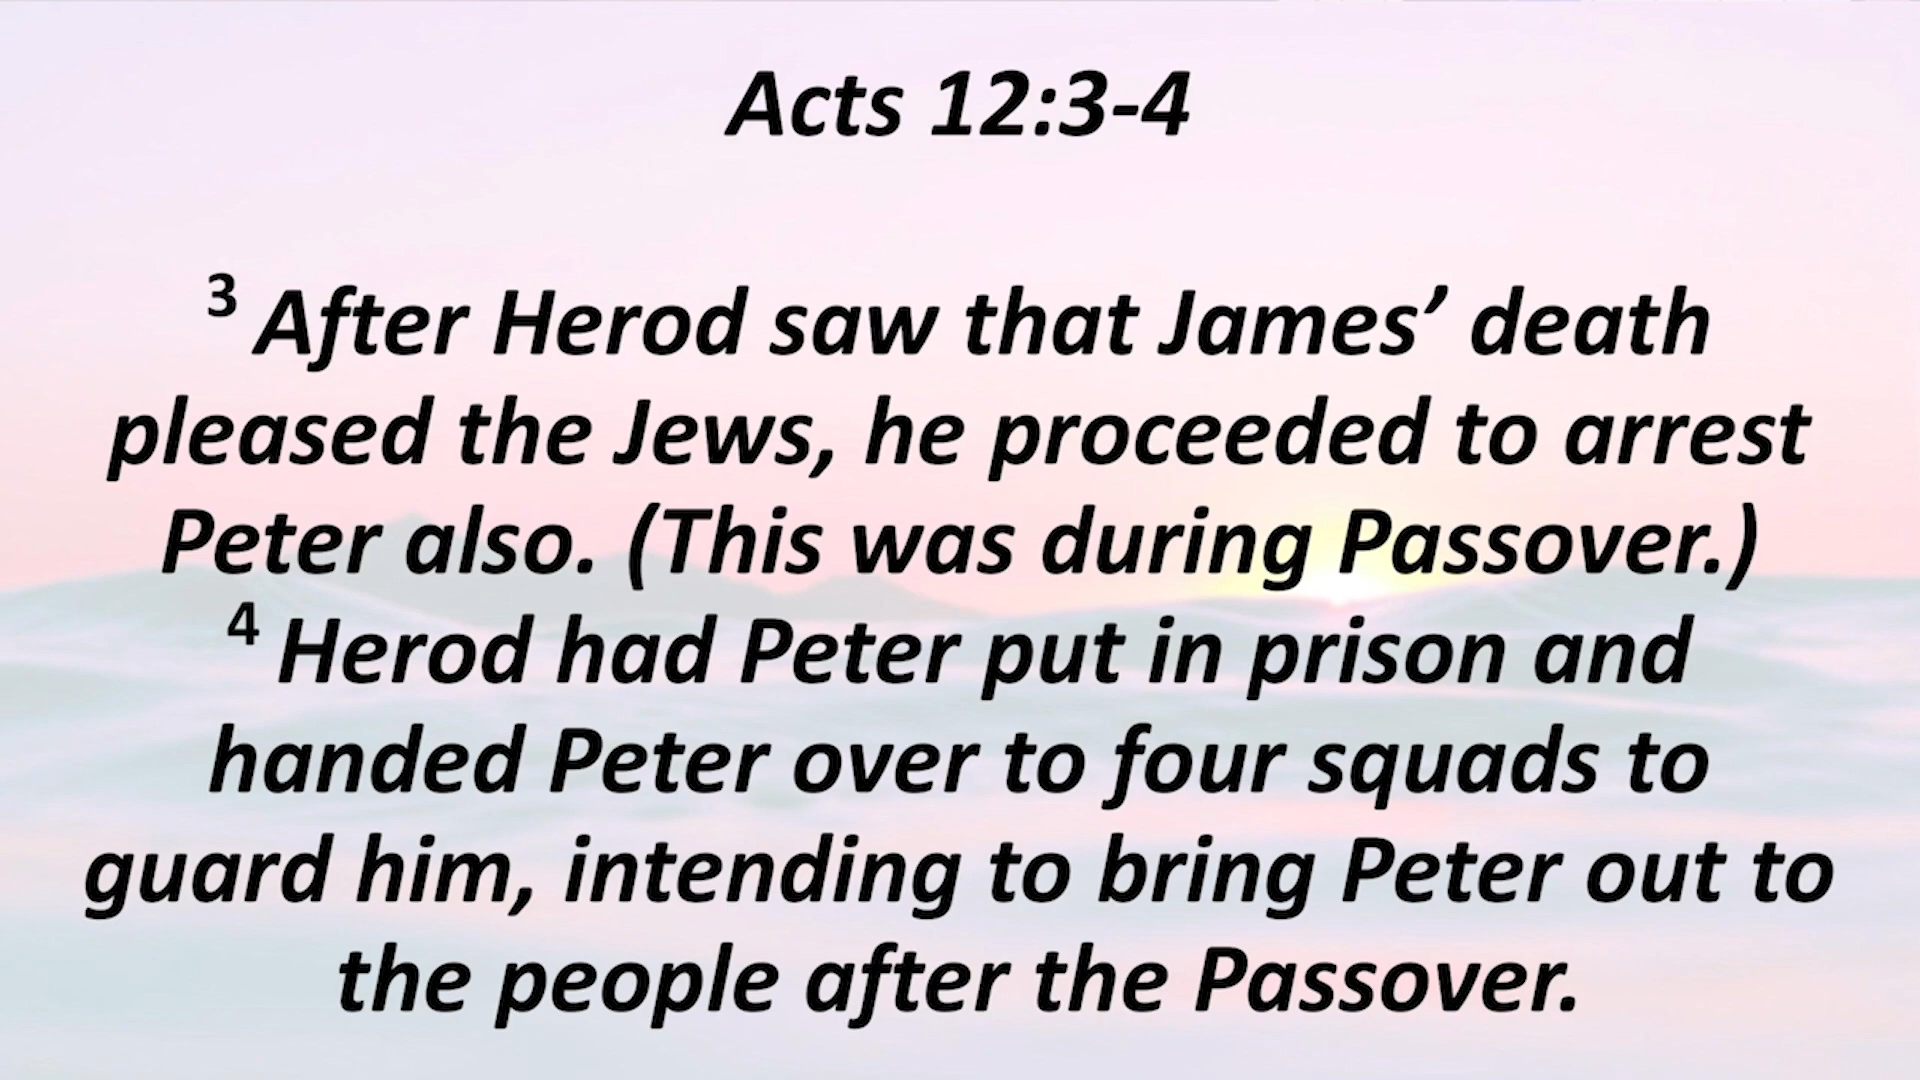 Acts 12:3-4
3 After Herod saw that James’ death
pleased the Jews, he proceeded to arrest
Peter also. (This was during Passover.)
4 Herod had Peter put in prison and
handed Peter over to four squads to
guard him, intending to bring Peter out to
the people after the Passover.